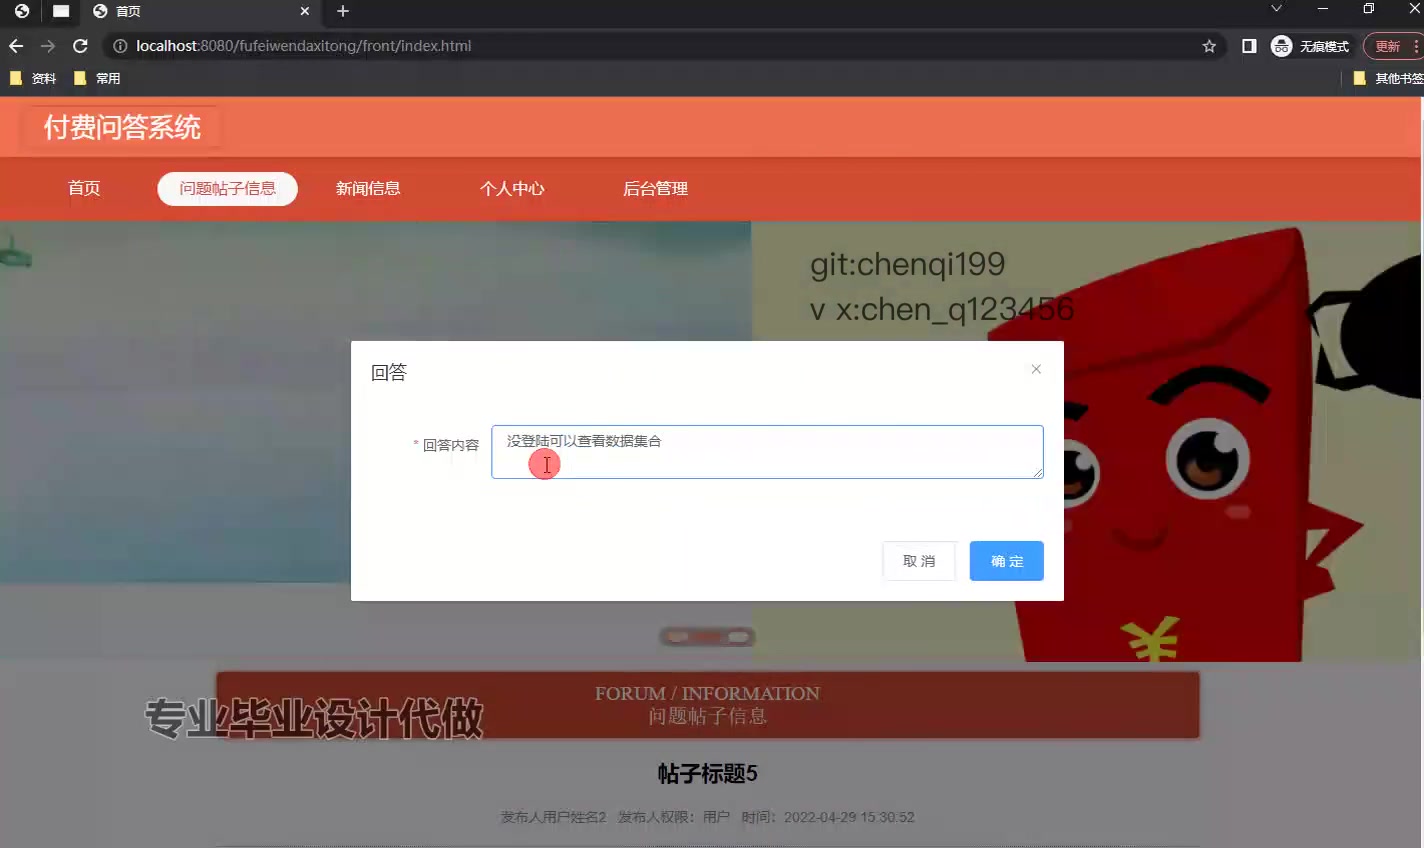 首页
localhost:8080/fufeiwendaxitong/front/index.html
无痕模式
更新
资料
常用
其他书签
付费问答系统
首页
问题帖子信息
新闻信息
个人中心
后台管理
git:chenqi199
v x:chen_q123456
回答
* 回答内容
没登陆可以查看数据集合
取 消
确 定
FORUM / INFORMATION
问题帖子信息
专业毕业设计代做
帖子标题5
发布人用户姓名2 发布人权限：用户 时间：2022-04-29 15:30:52